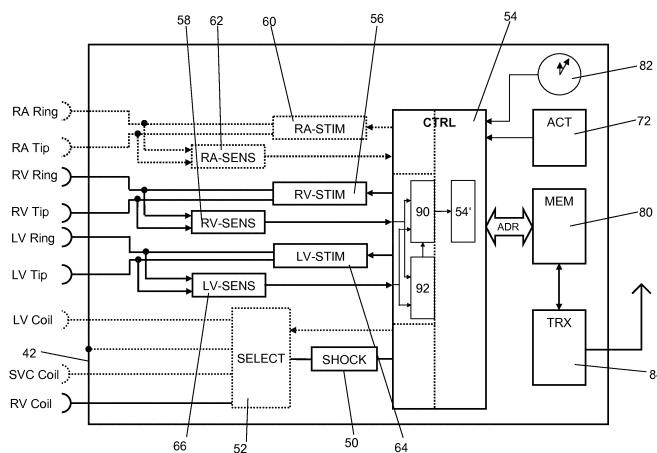 58
62
60
56
54
82
RA Ring
RA Tip
RV Ring
RV Tip
LV Ring
LV Tip
LV Coil
42
SVC Coil
RV Coil
RA-STIM
RA-SENS
RV-STIM
RV-SENS
LV-STIM
LV-SENS
SELECT
SHOCK
CTRL
90
54'
92
ACT
72
ADR
MEM
80
TRX
66
52
50
64